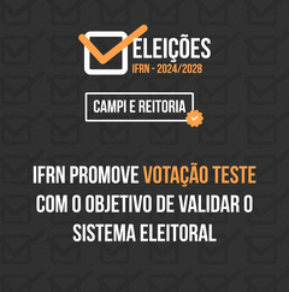 ELEIÇÕES
IFRN - 2024/2028
CAMPI E REITORIA
IFRN PROMOVE VOTAÇÃO TESTE
COM O OBJETIVO DE VALIDAR O
SISTEMA ELEITORAL